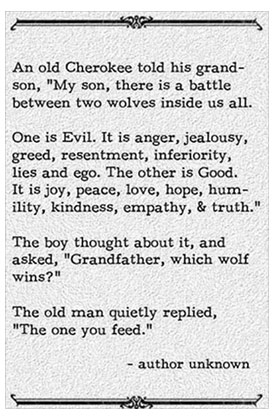 An old Cherokee told his grand-
son, "My son, there is a battle
between two wolves inside us all.
One is Evil. It is anger, jealousy,
greed, resentment, inferiority,
lies and ego. The other is Good.
It is joy, peace, love, hope, hum-
ility, kindness, empathy, & truth."
The boy thought about it, and
asked, "Grandfather, which wolf
wins?"
The old man quietly replied,
"The one you feed."
- author unknown